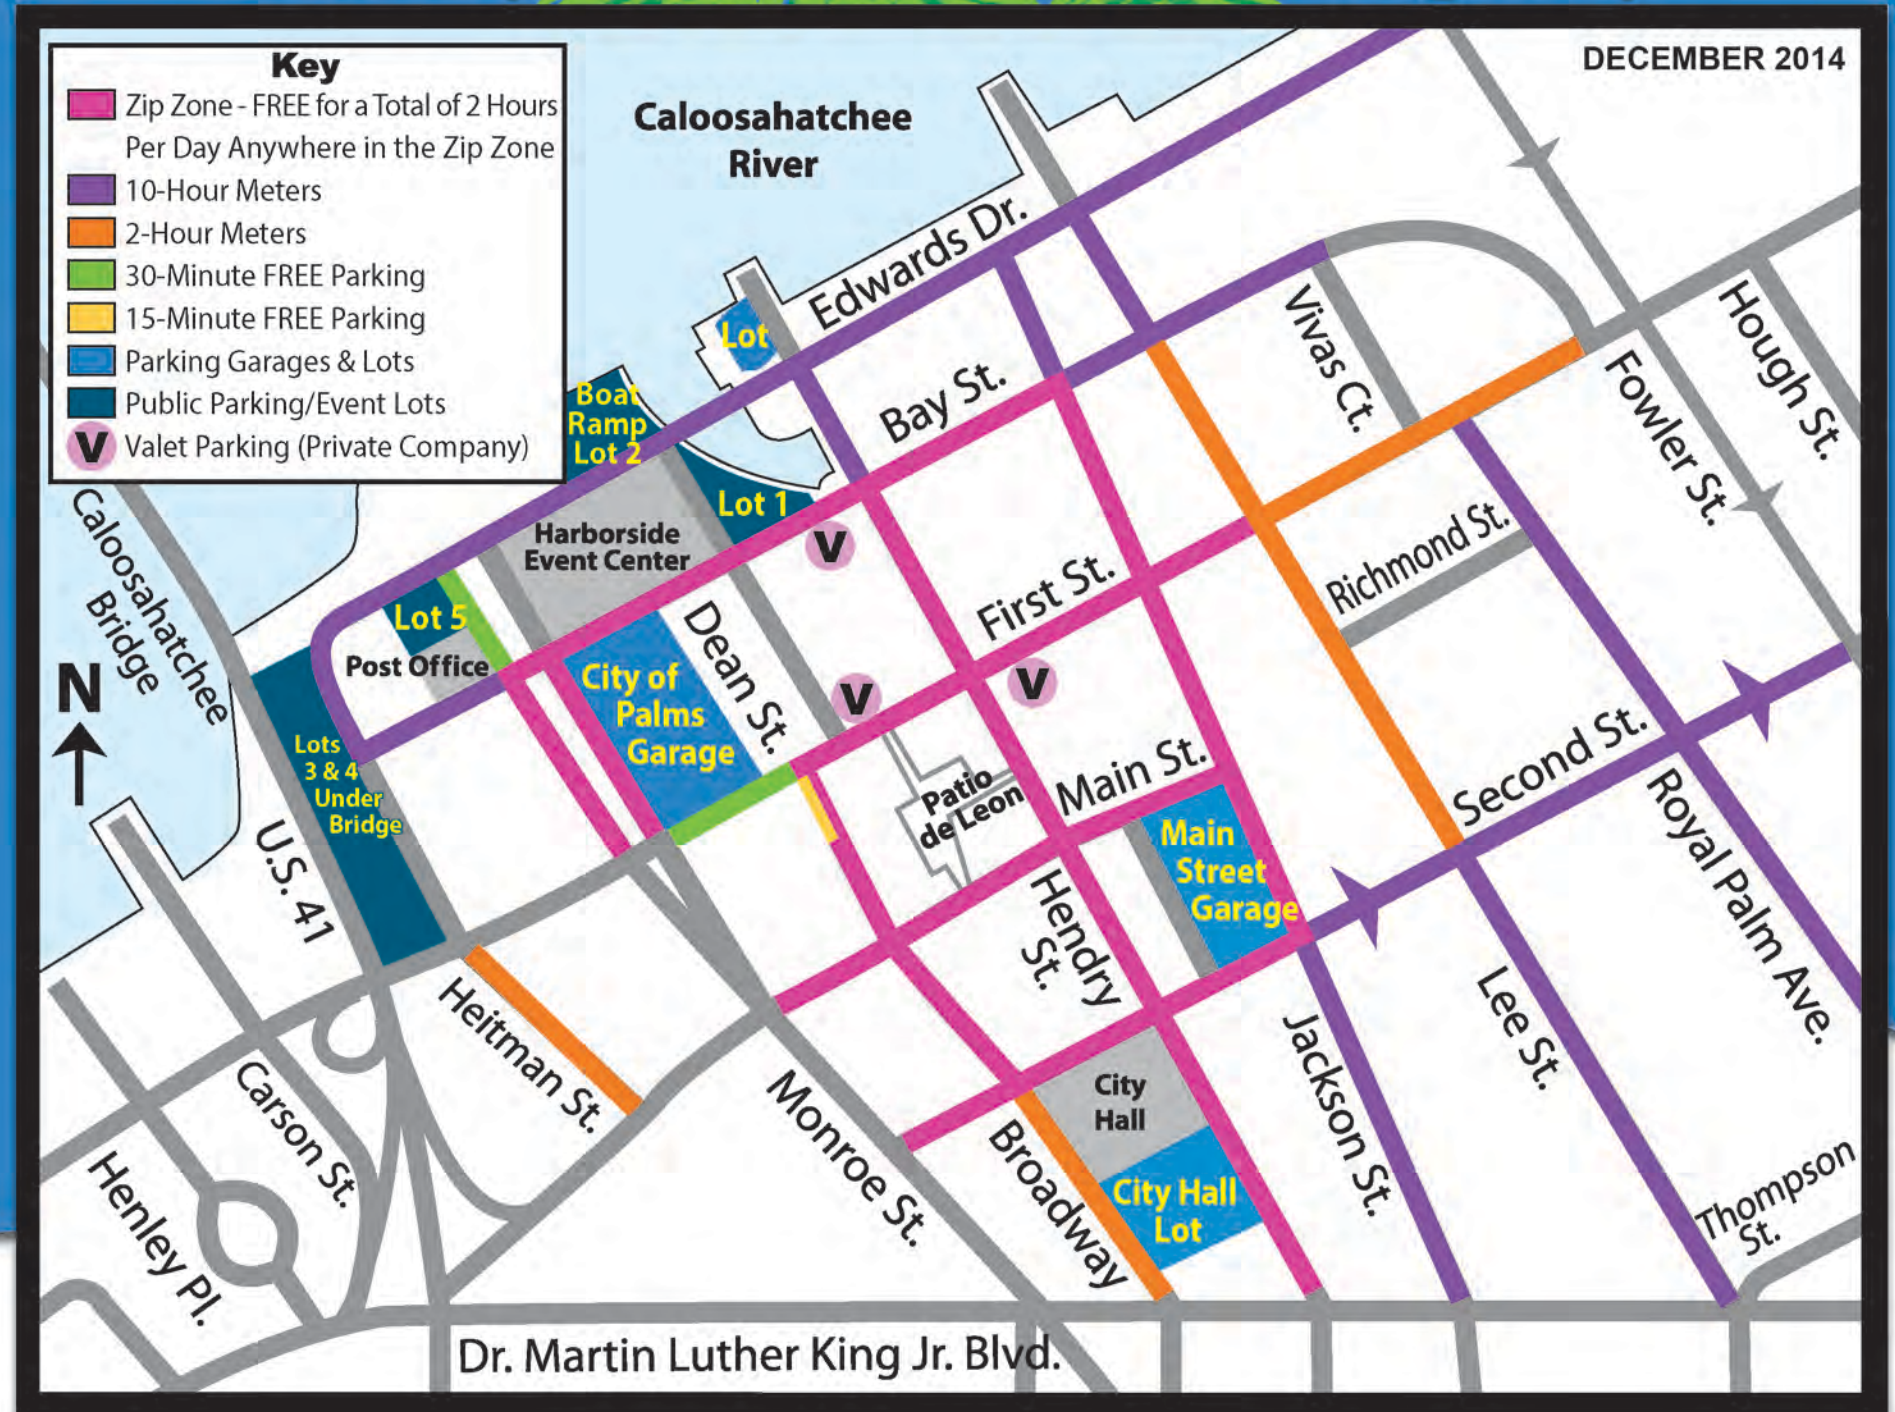 DECEMBER 2014
Key
Zip Zone - FREE for a Total of 2 Hours
Per Day Anywhere in the Zip Zone
10-Hour Meters
2-Hour Meters
30-Minute FREE Parking
15-Minute FREE Parking
Parking Garages & Lots
Public Parking/Event Lots
V Valet Parking (Private Company)
Caloosahatchee
River
Edwards Dr.
Lot
Boat
Ramp
Lot 2
Lot 1
Bay St.
Vivas Ct.
Hough St.
Fowler St.
Caloosahatchee
Bridge
Harborside
Event Center
V
Richmond St.
First St.
Lot 5
Post Office
N
City of
Palms
Garage
Dean St.
V
V
Lots
3 & 4
Under
Bridge
Patio
de Leon
Main St.
Second St.
Royal Palm Ave.
U.S. 41
Main
Street
Garage
Hendry
St.
Heitman St.
Lee St.
Jackson St.
Carson St.
Monroe St.
City
Hall
Broadway
City Hall
Lot
Henley Pl.
Thompson
St.
Dr. Martin Luther King Jr. Blvd.